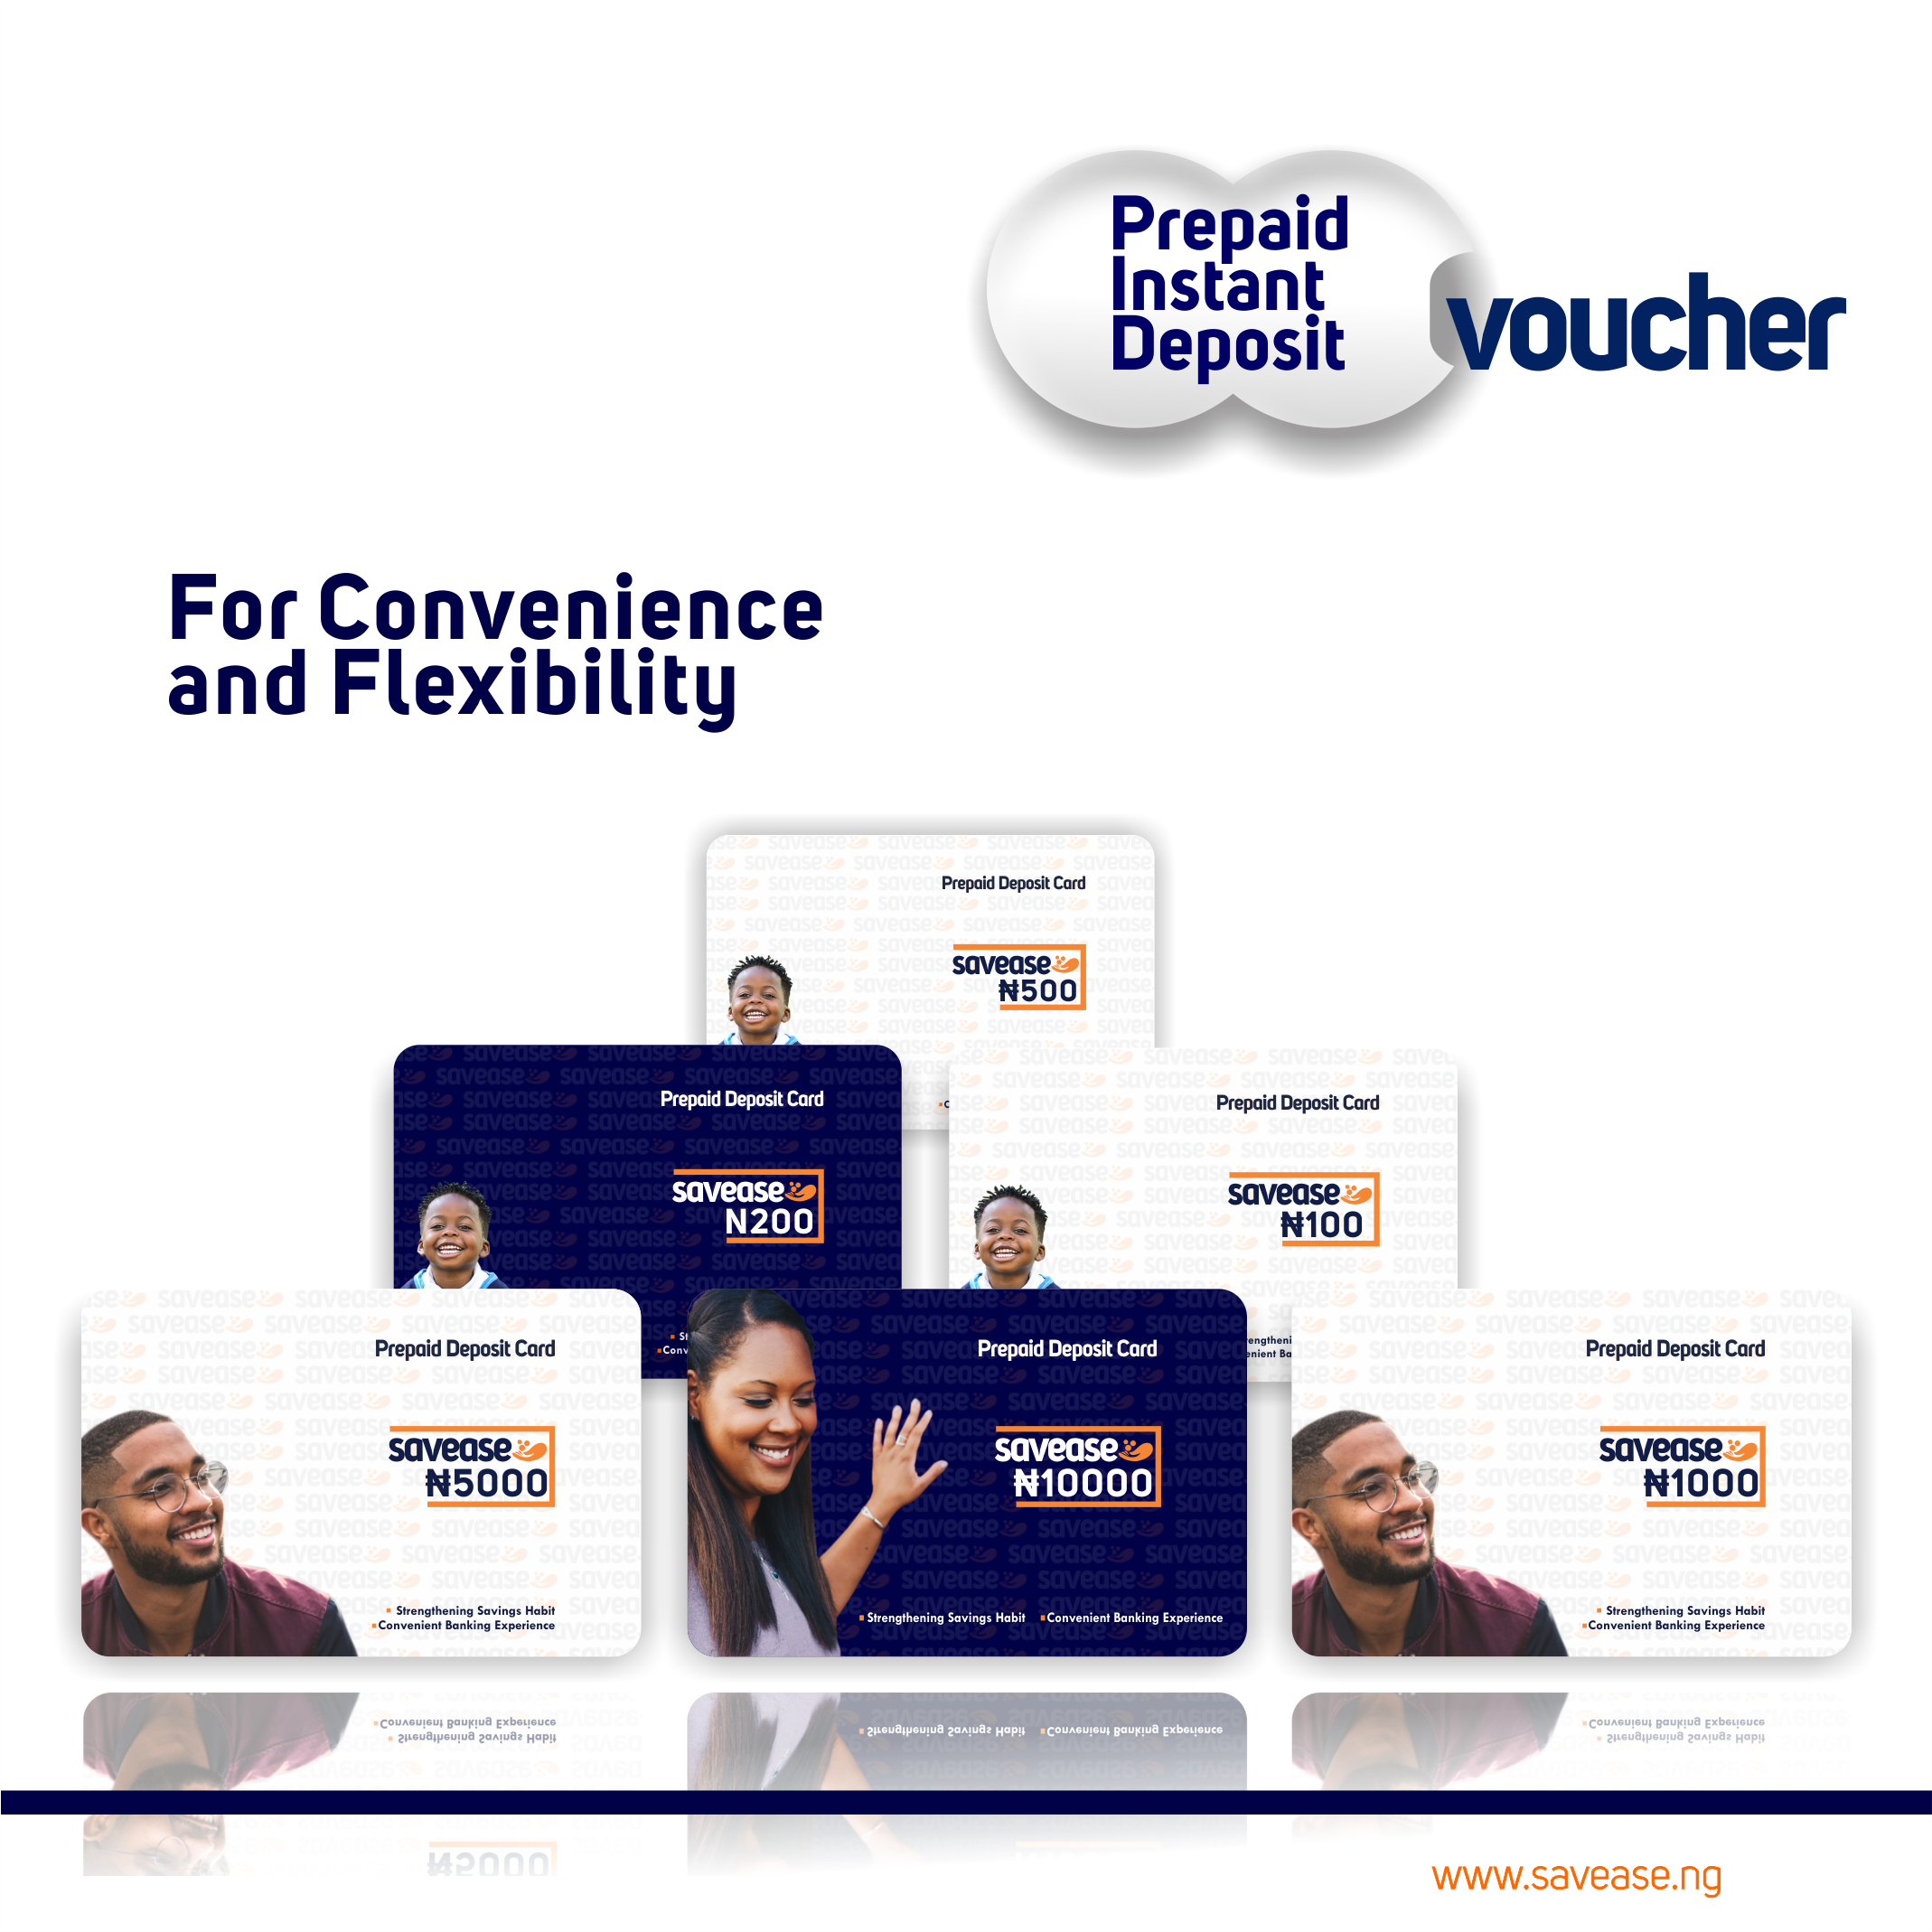 Prepaid
Instant
Deposit
voucher
For Convenience
and Flexibility
Prepaid Deposit Card
savease
₦500
Prepaid Deposit Card
savease
N200
Prepaid Deposit Card
savease
₦100
Prepaid Deposit Card
savease
₦5000
Strengthening Savings Habit
Convenient Banking Experience
Prepaid Deposit Card
savease
₦10000
Strengthening Savings Habit
Convenient Banking Experience
Prepaid Deposit Card
savease
₦1000
Strengthening Savings Habit
Convenient Banking Experience
www.savease.ng